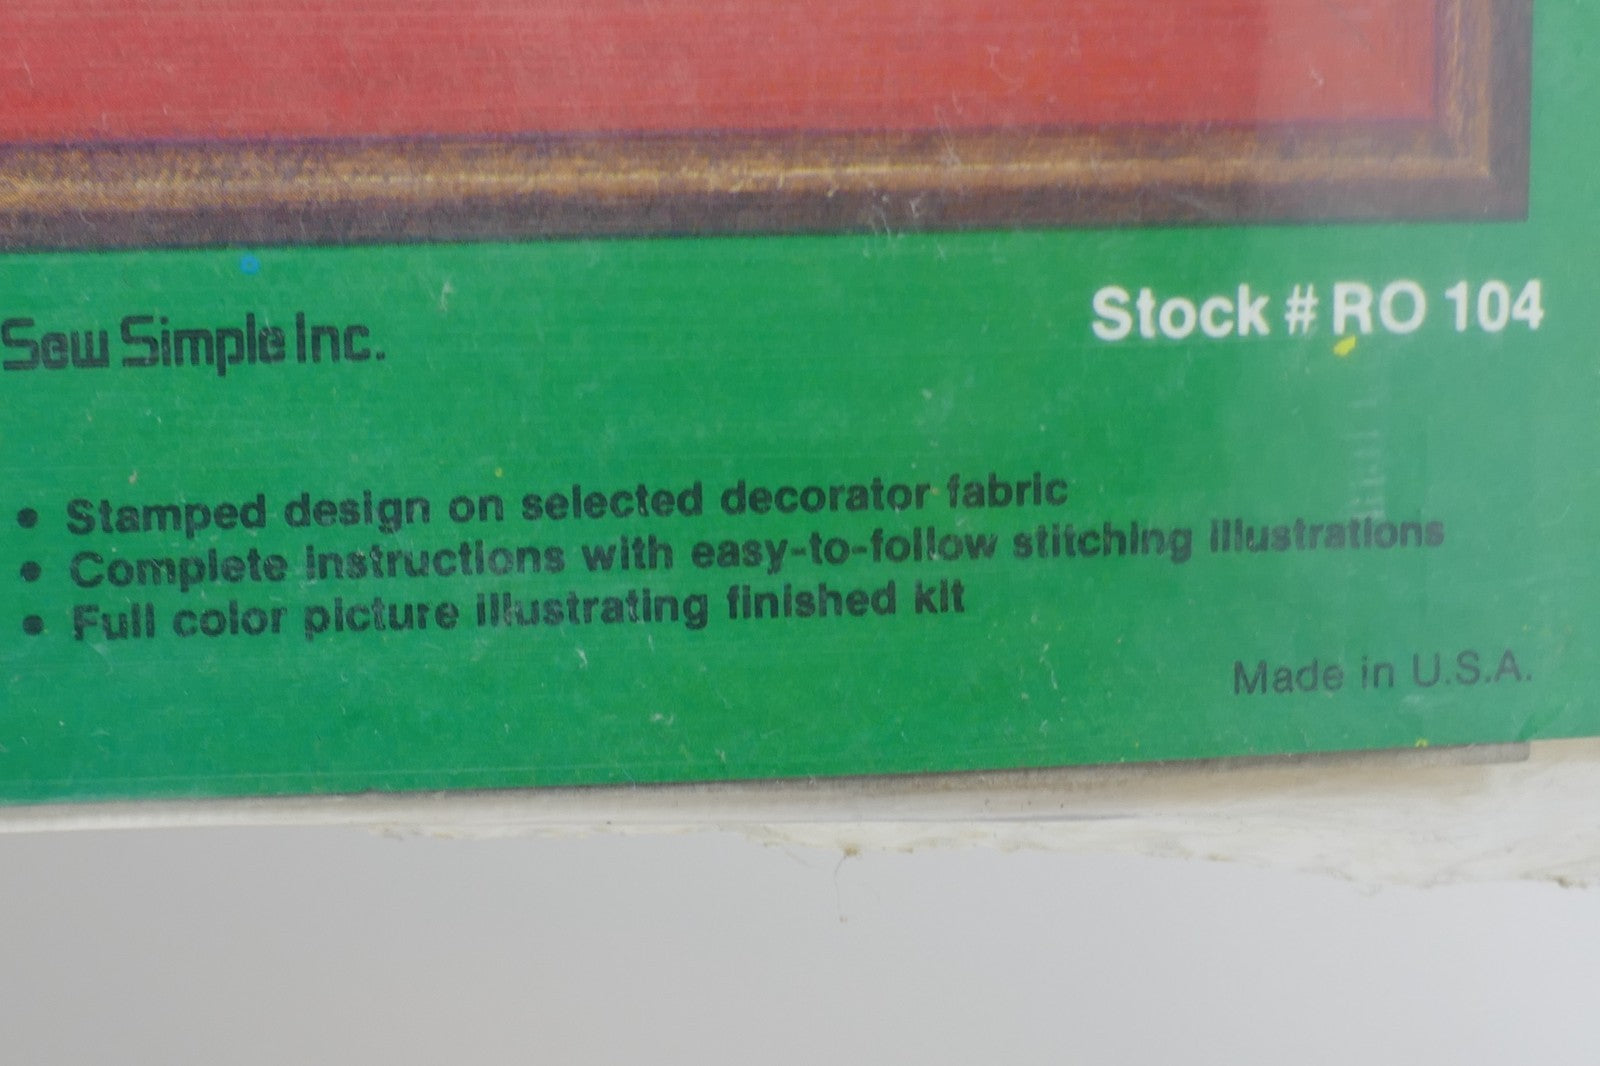 Sew Simple Inc.
Stock # RO 104
• Stamped design on selected decorator fabric
• Complete instructions with easy-to-follow stitching illustrations
• Full color picture illustrating finished kit
Made in U.S.A.